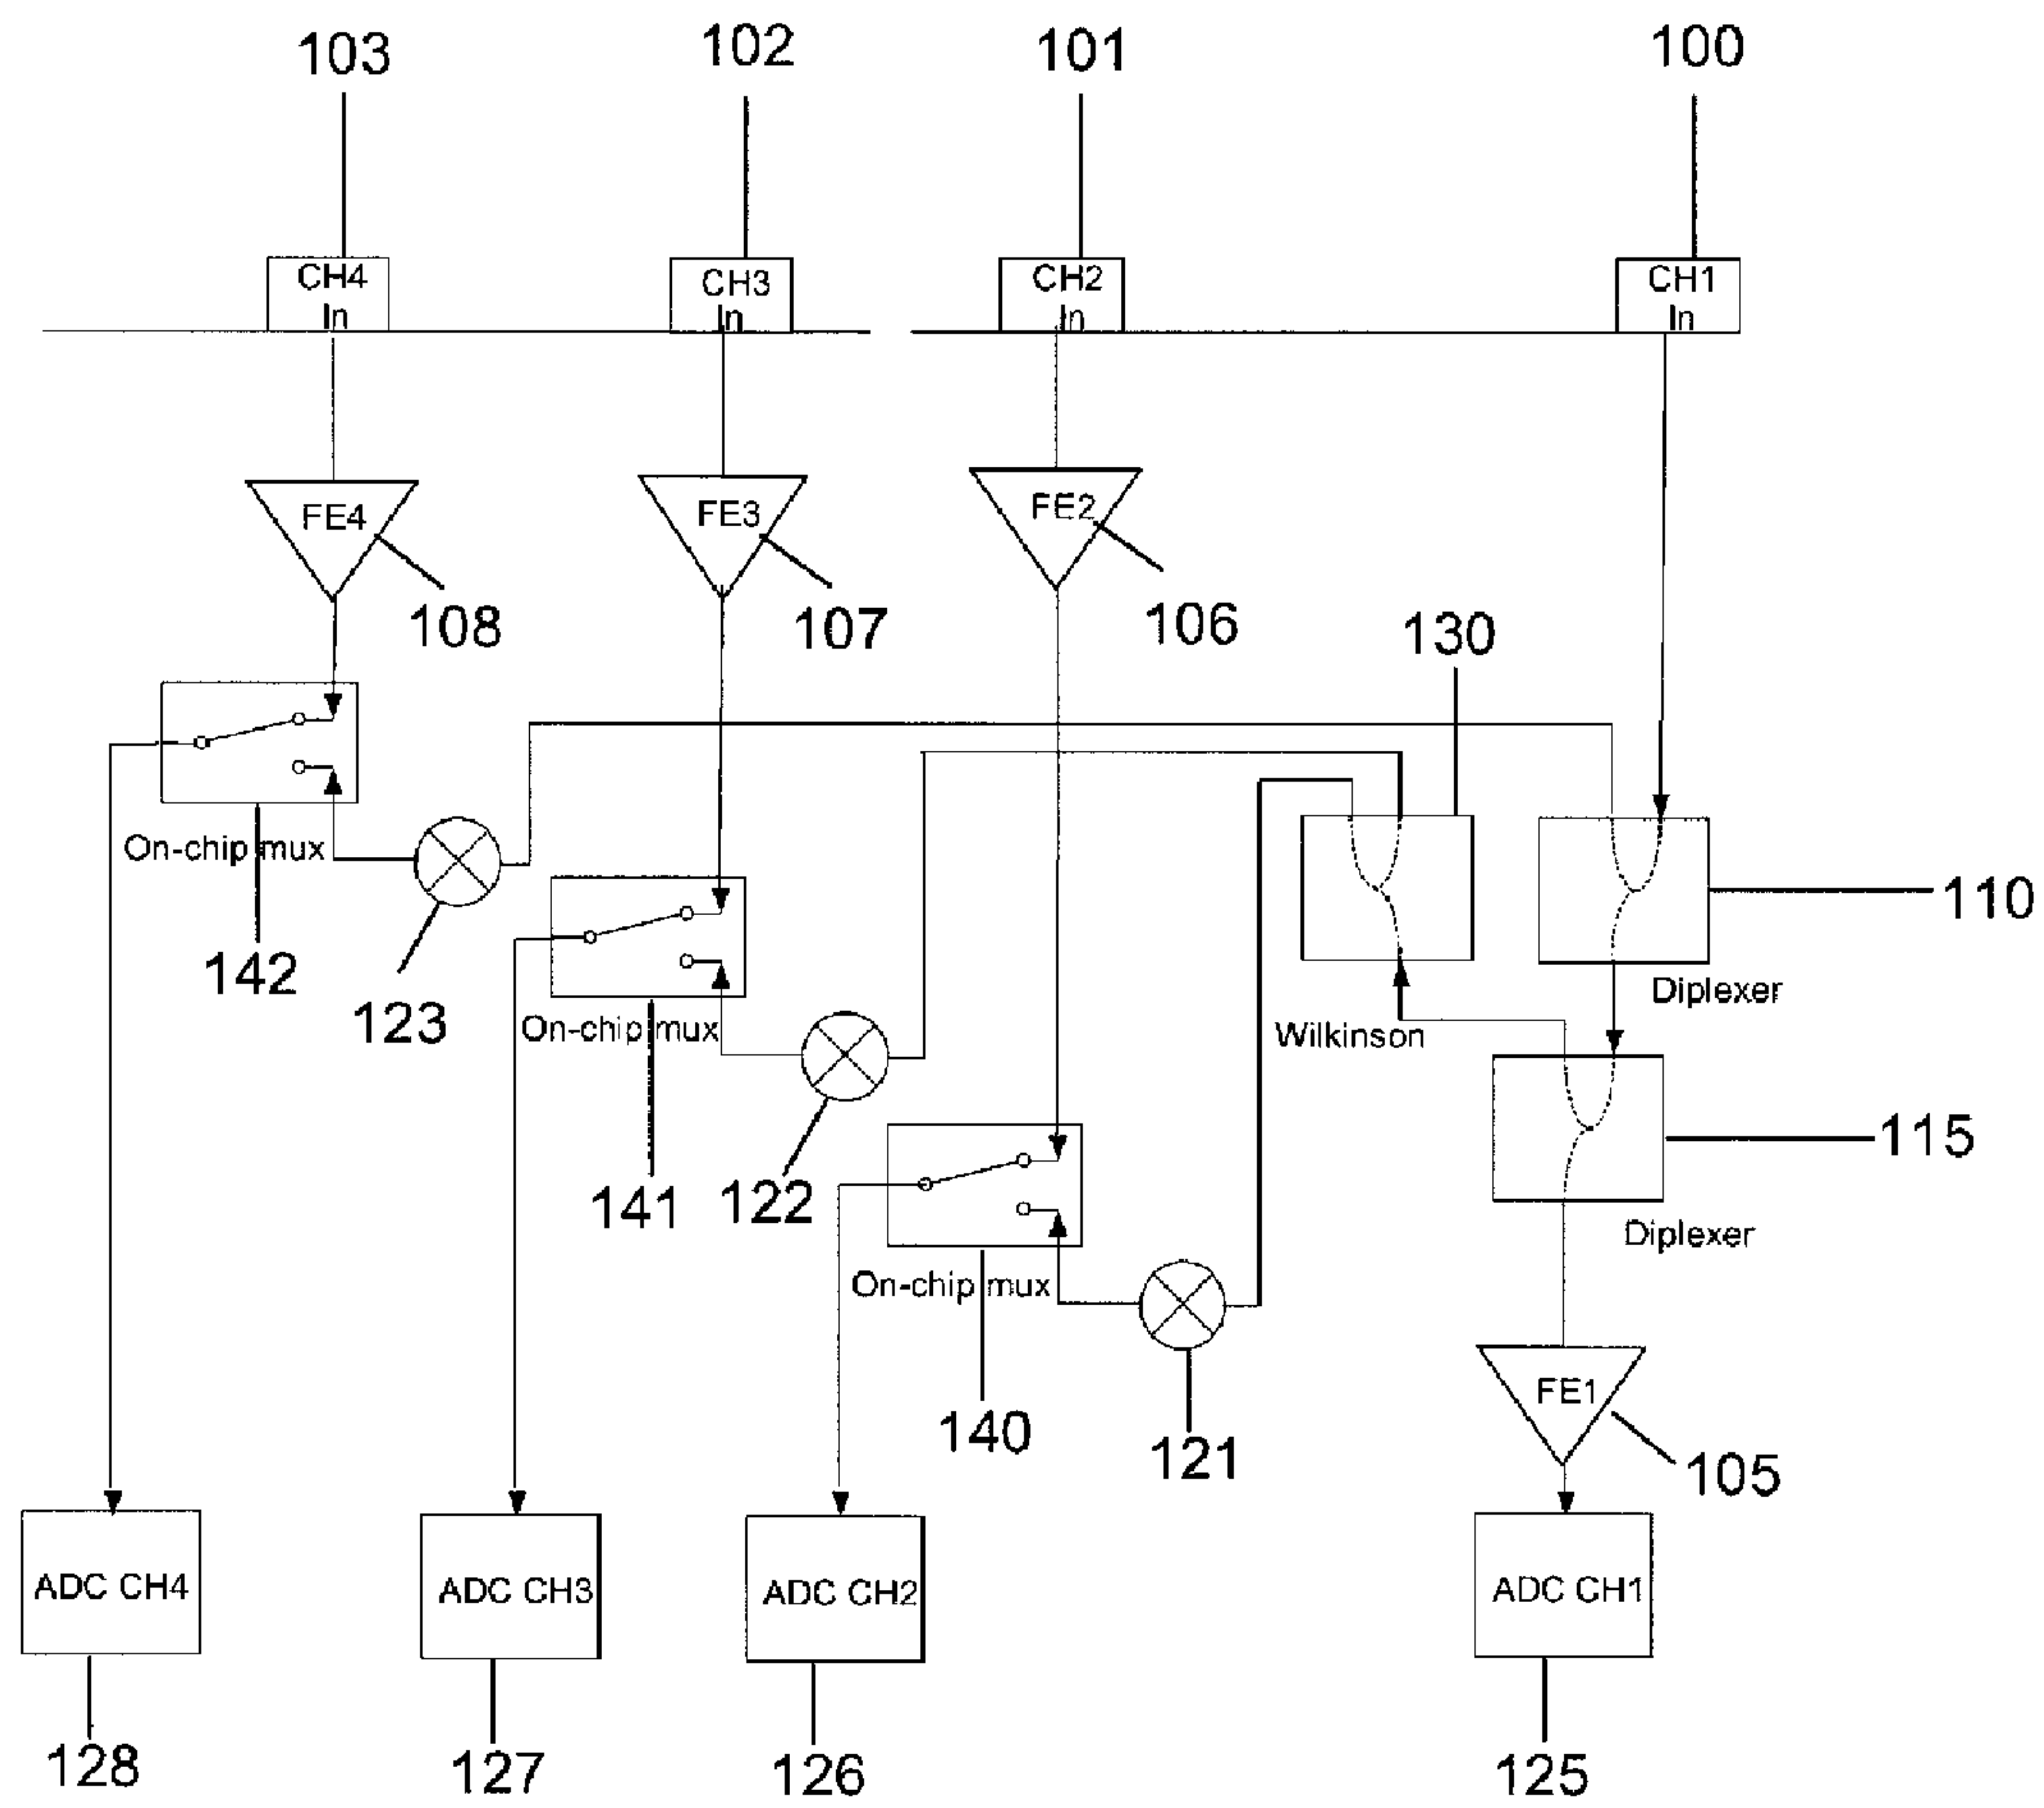 103
102
101
100
CH4
In
CH3
In
CH2
In
CH1
In
FE4
FE3
FE2
108
107
106
130
On-chip mux
110
142
123
On-chip mux
Wilkinson
Diplexer
115
141
122
Diplexer
On-chip mux
FE1
140
121
105
ADC CH4
ADC CH3
ADC CH2
ADC CH1
128
127
126
125